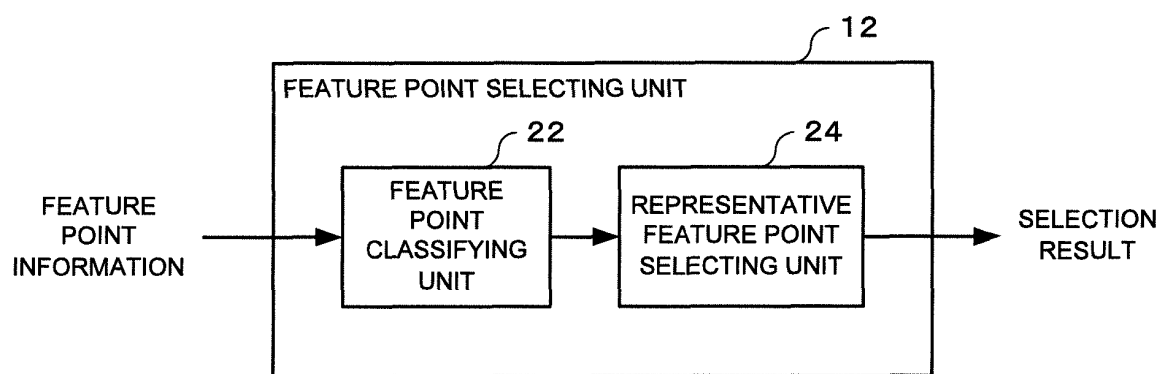 12
FEATURE POINT SELECTING UNIT
22
24
FEATURE
POINT
INFORMATION
FEATURE
POINT
CLASSIFYING
UNIT
REPRESENTATIVE
FEATURE POINT
SELECTING UNIT
SELECTION
RESULT